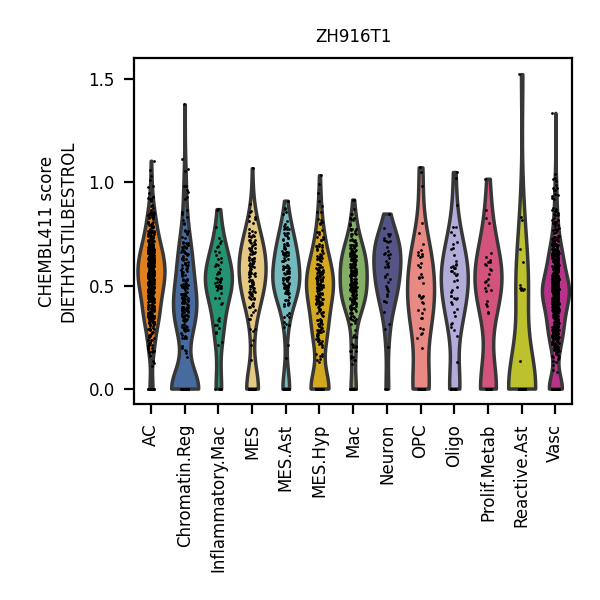 ZH916T1
CHEMBL411 score
DIETHYLSTILBESTROL
1.5
1.0
0.5
0.0
AC
Chromatin.Reg
Inflammatory.Mac
MES
MES.Ast
MES.Hyp
Mac
Neuron
OPC
Oligo
Prolif.Metab
Reactive.Ast
Vasc